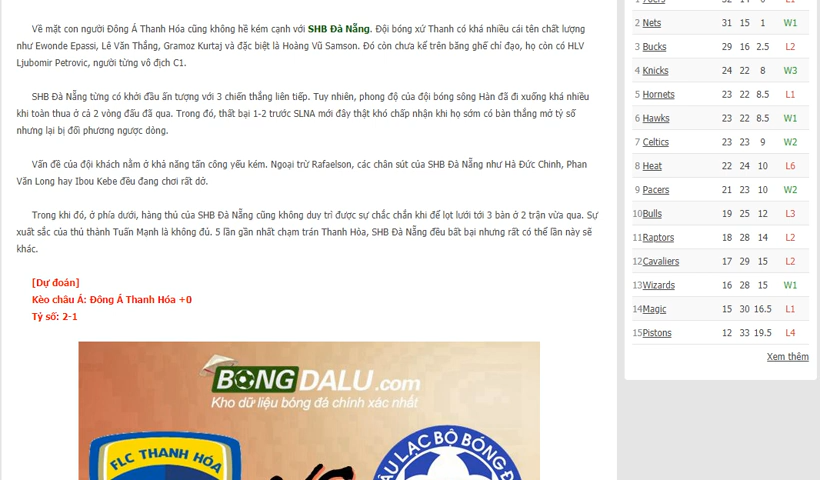 Về mặt con người Đông Á Thanh Hóa cũng không hề kém cạnh với SHB Đà Nẵng. Đội bóng xứ Thanh có khá nhiều cái tên chất lượng
như Ewonde Epassi, Lê Văn Thắng, Gramoz Kurtaj và đặc biệt là Hoàng Vũ Samson. Đó còn chưa kể trên băng ghế chỉ đạo, họ còn có HLV
Ljubomir Petrovic, người từng vô địch C1.
SHB Đà Nẵng từng có khởi đầu ấn tượng với 3 chiến thắng liên tiếp. Tuy nhiên, phong độ của đội bóng sông Hàn đã đi xuống khá nhiều
khi toàn thua ở cả 2 vòng đấu đã qua. Trong đó, thất bại 1-2 trước SLNA mới đây thật khó chấp nhận khi họ sớm có bàn thắng mở tỷ số
nhưng lại bị đối phương ngược dòng.
Vấn đề của đội khách nằm ở khả năng tấn công yếu kém. Ngoại trừ Rafaelson, các chân sút của SHB Đà Nẵng như Hà Đức Chinh, Phan
Văn Long hay Ibou Kebe đều đang chơi rất dở.
Trong khi đó, ở phía dưới, hàng thủ của SHB Đà Nẵng cũng không duy trì được sự chắc chắn khi để lọt lưới tới 3 bàn ở 2 trận vừa qua. Sự
xuất sắc của thủ thành Tuấn Mạnh là không đủ. 5 lần gần nhất chạm trán Thanh Hóa, SHB Đà Nẵng đều bất bại nhưng rất có thể lần này sẽ
khác.
[Dự đoán]
Kèo châu Á: Đông Á Thanh Hóa +0
Tỷ số: 2-1
BONGDALU.com
Kho dữ liệu bóng đá chính xác nhất
FLC THANH HÓA
2 Nets 31 15 1 W1
3 Bucks 29 16 2.5 L2
4 Knicks 24 22 8 W3
5 Hornets 23 22 8.5 L1
6 Hawks 23 22 8.5 W1
7 Celtics 23 23 9 W2
8 Heat 22 24 10 L6
9 Pacers 21 23 10 W2
10 Bulls 19 25 12 L3
11 Raptors 18 28 14 L2
12 Cavaliers 17 29 15 L2
13 Wizards 16 28 15 W1
14 Magic 15 30 16.5 L1
15 Pistons 12 33 19.5 L4
Xem thêm